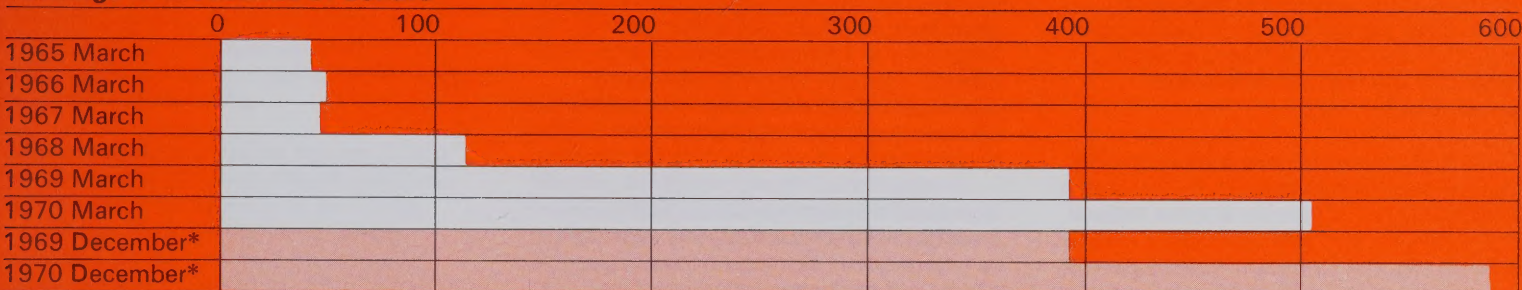 0 100 200 300 400 500 600
1965 March
1966 March
1967 March
1968 March
1969 March
1970 March
1969 December*
1970 December*